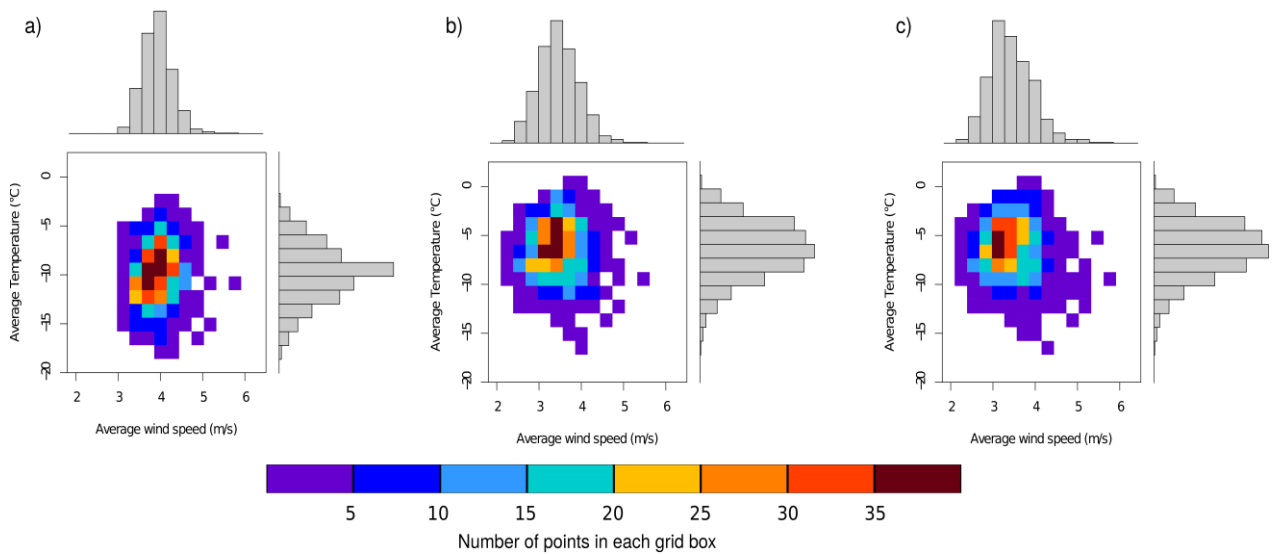 a)
b)
c)
Average Temperature (°C)
0
−5
−10
−15
−20
2 3 4 5 6
Average wind speed (m/s)
Average Temperature (°C)
0
−5
−10
−15
−20
2 3 4 5 6
Average wind speed (m/s)
Average Temperature (°C)
0
−5
−10
−15
−20
2 3 4 5 6
Average wind speed (m/s)
5 10 15 20 25 30 35
Number of points in each grid box